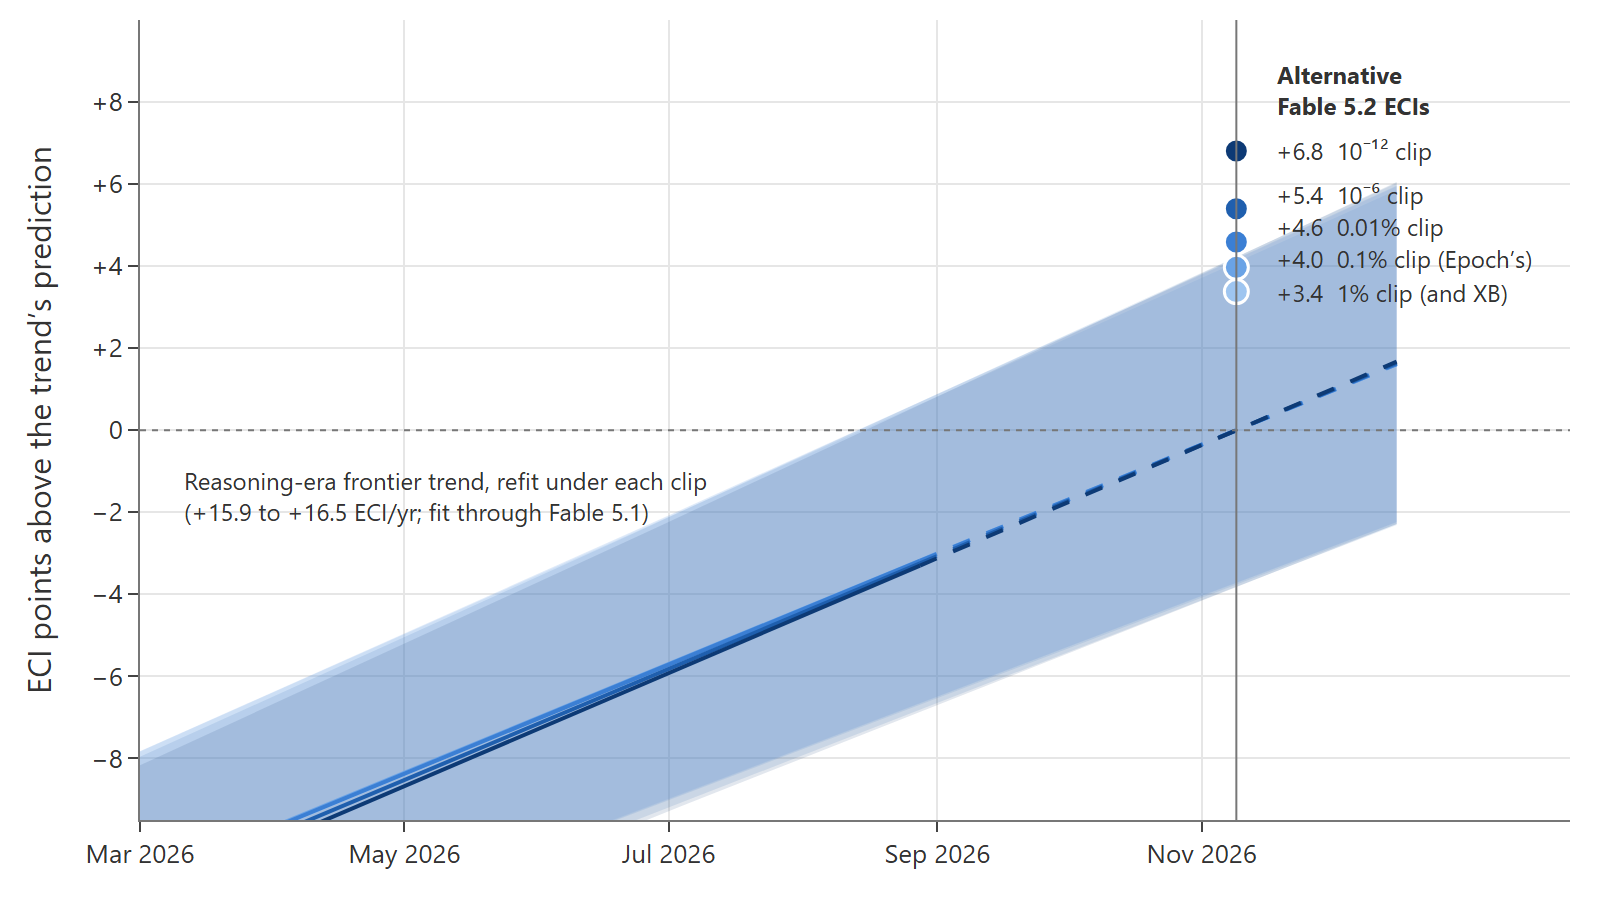 Alternative
Fable 5.2 ECIs
+8
+6.8 10⁻¹² clip
+6
+5.4 10⁻⁶ clip
+4.6 0.01% clip
+4
+4.0 0.1% clip (Epoch’s)
+3.4 1% clip (and XB)
+2
0
−2
−4
−6
−8
ECI points above the trend’s prediction
Reasoning-era frontier trend, refit under each clip
(+15.9 to +16.5 ECI/yr; fit through Fable 5.1)
Mar 2026
May 2026
Jul 2026
Sep 2026
Nov 2026